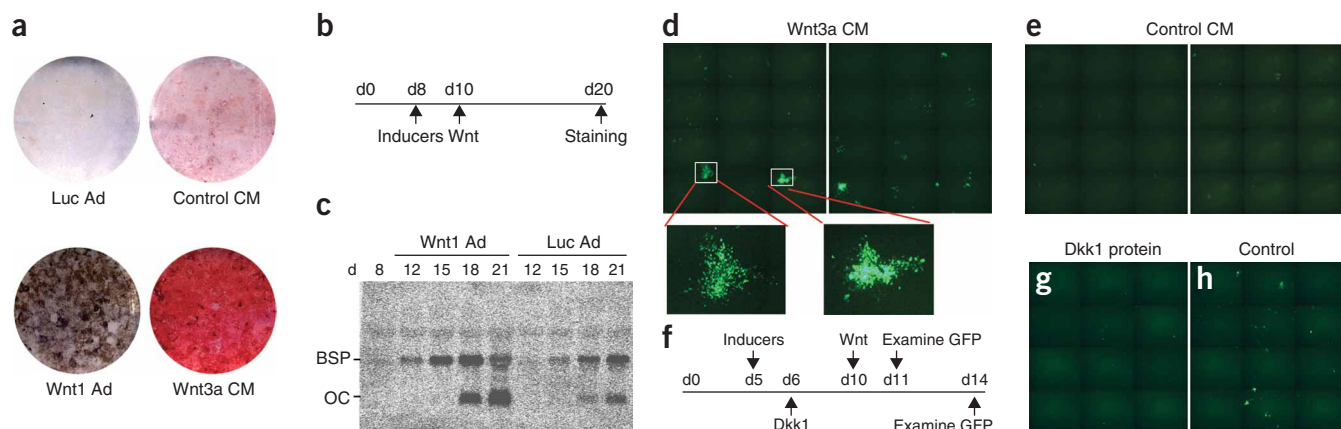 a
Luc Ad
Control CM
Wnt1 Ad
Wnt3a CM
b
d0 d8 d10 d20
Inducers Wnt Staining
c
Wnt1 Ad Luc Ad
d 8 12 15 18 21 12 15 18 21
BSP
OC
d
Wnt3a CM
e
Control CM
f
Inducers Wnt Examine GFP
d0 d5 d6 d10 d11 d14
Dkk1 Examine GFP
Dkk1 protein Control
g h